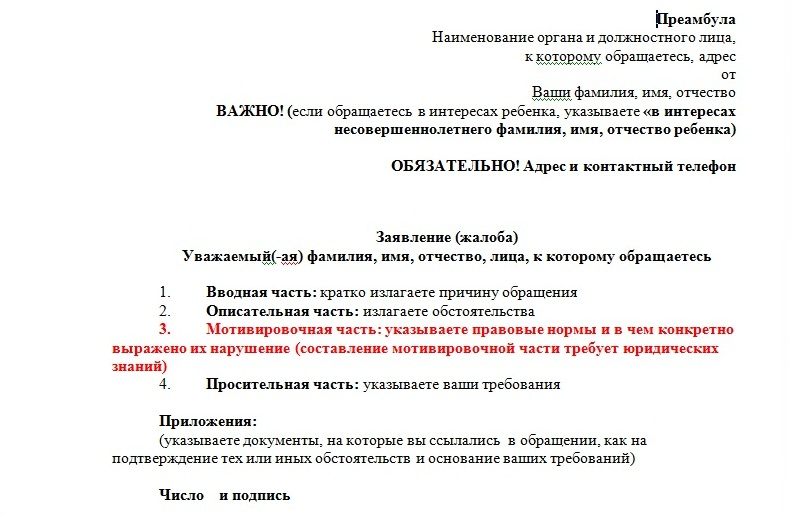 Преамбула
Наименование органа и должностного лица,
к которому обращаетесь, адрес
от
Ваши фамилия, имя, отчество
ВАЖНО! (если обращаетесь в интересах ребенка, указываете «в интересах
несовершеннолетнего фамилия, имя, отчество ребенка)
ОБЯЗАТЕЛЬНО! Адрес и контактный телефон
Заявление (жалоба)
Уважаемый(-ая) фамилия, имя, отчество, лица, к которому обращаетесь
1. Вводная часть: кратко излагаете причину обращения
2. Описательная часть: излагаете обстоятельства
3. Мотивировочная часть: указываете правовые нормы и в чем конкретно
выражено их нарушение (составление мотивировочной части требует юридических
знаний)
4. Просительная часть: указываете ваши требования
Приложения:
(указываете документы, на которые вы ссылались в обращении, как на
подтверждение тех или иных обстоятельств и основание ваших требований)
Число и подпись